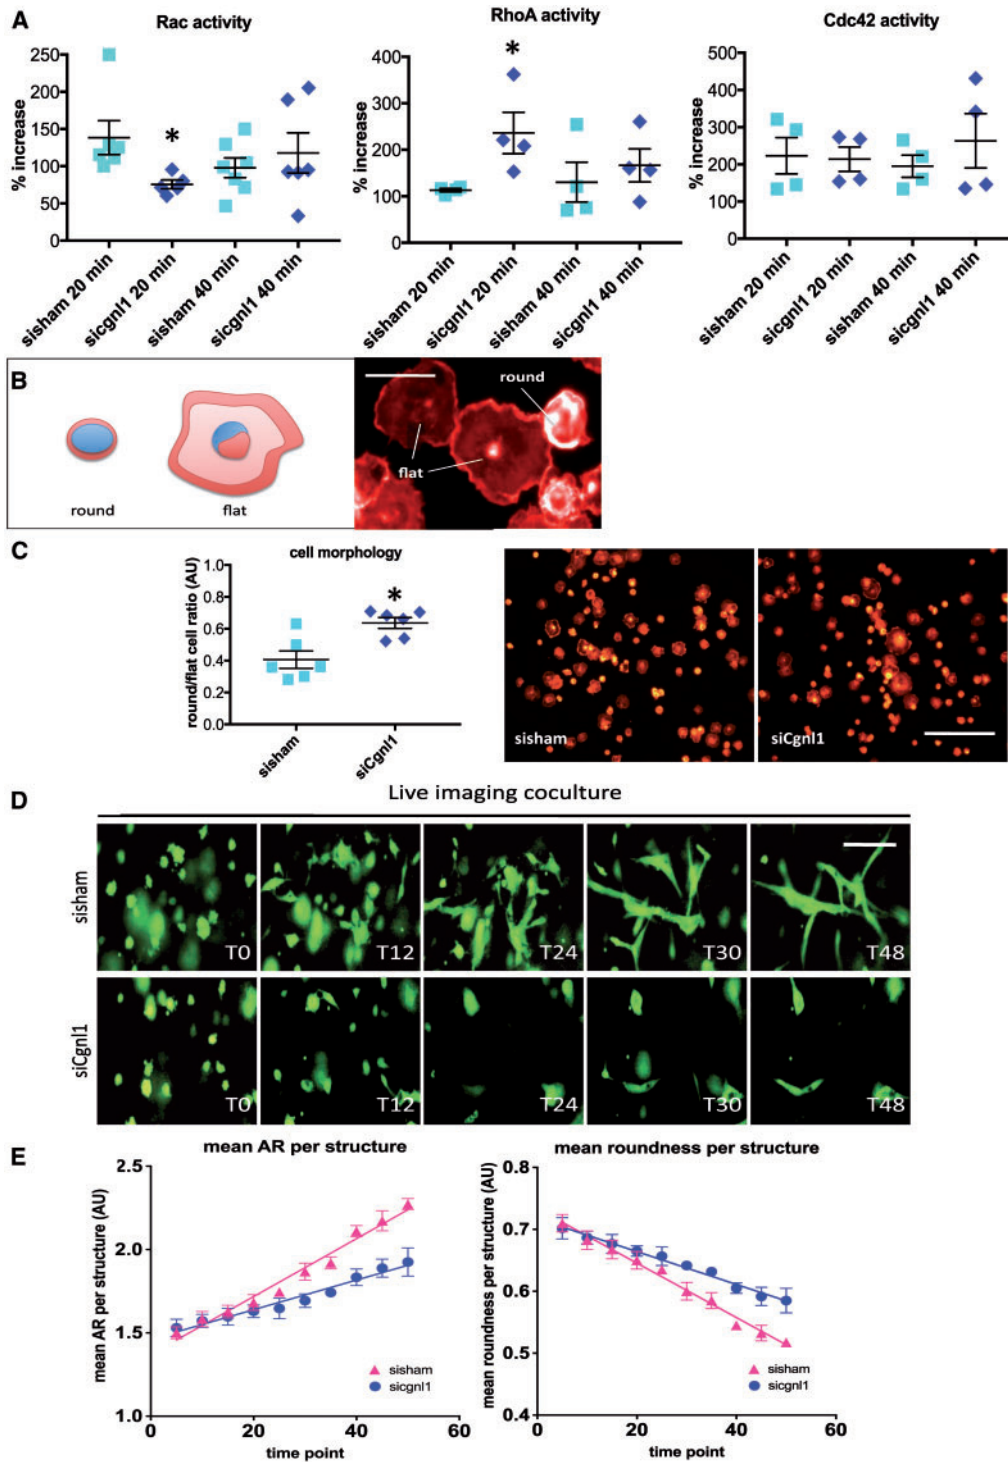 A
Rac activity
% increase
250
200
150
100
50
0
sisham 20 min
sicgnl1 20 min
sisham 40 min
sicgnl1 40 min
*
RhoA activity
% increase
400
300
200
100
0
sisham 20 min
sicgnl1 20 min
sisham 40 min
sicgnl1 40 min
*
Cdc42 activity
% increase
500
400
300
200
100
0
sisham 20 min
sicgnl1 20 min
sisham 40 min
sicgnl1 40 min
B
round
flat
round
flat
C
cell morphology
round/flat cell ratio (AU)
1.0
0.8
0.6
0.4
0.2
0.0
*
sisham
siCgnl1
sisham
siCgnl1
D
Live imaging coculture
sisham
T0
T12
T24
T30
T48
siCgnl1
T0
T12
T24
T30
T48
E
mean AR per structure
mean AR per structure (AU)
2.5
2.0
1.5
1.0
0
20
40
60
time point
sisham
sicgnl1
mean roundness per structure
mean roundness per structure (AU)
0.8
0.7
0.6
0.5
0.4
0
20
40
60
time point
sisham
sicgnl1